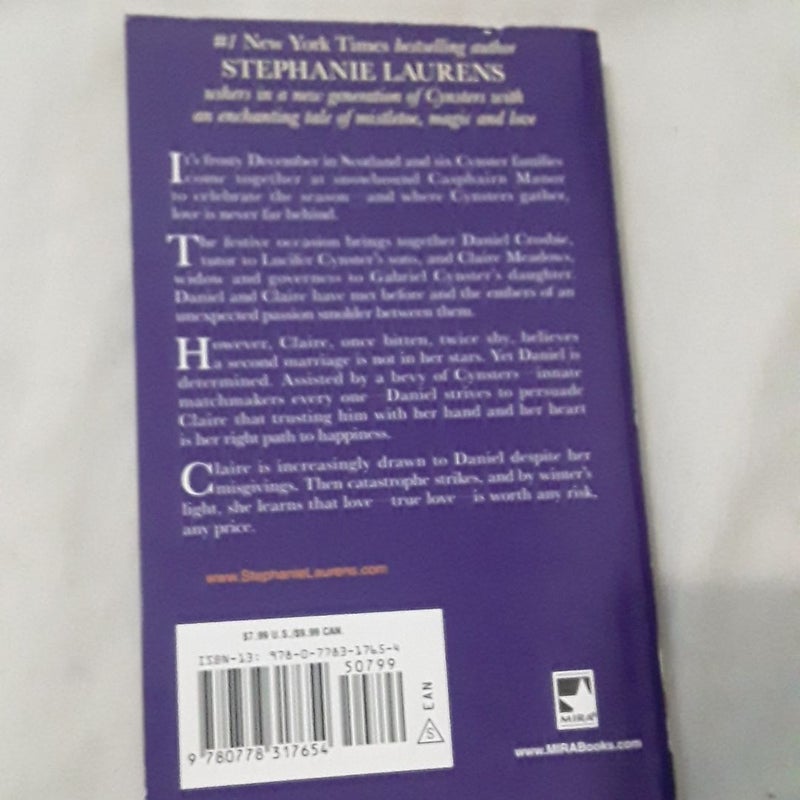 #1 New York Times bestselling author
STEPHANIE LAURENS
ushers in a new generation of Cynsters with
an enchanting tale of mistletoe, magic and love
It's frosty December in Scotland and six Cynster families
come together at snowbound Casphairn Manor
to celebrate the season—and where Cynsters gather,
love is never far behind.
The festive occasion brings together Daniel Crosbie,
tutor to Lucifer Cynster's sons, and Claire Meadows,
widow and governess to Gabriel Cynster's daughter.
Daniel and Claire have met before and the embers of an
unexpected passion smolder between them.
However, Claire, once bitten, twice shy, believes
a second marriage is not in her stars. Yet Daniel is
determined. Assisted by a bevy of Cynsters—innate
matchmakers every one—Daniel strives to persuade
Claire that trusting him with her hand and her heart
is her right path to happiness.
Claire is increasingly drawn to Daniel despite her
misgivings. Then catastrophe strikes, and by winter's
light, she learns that love—true love—is worth any risk,
any price.
www.StephanieLaurens.com
$7.99 U.S./$9.99 CAN.
ISBN-13: 978-0-7783-1765-4
50799
EAN
S
9 780778 317654
MIRA
www.MIRABooks.com